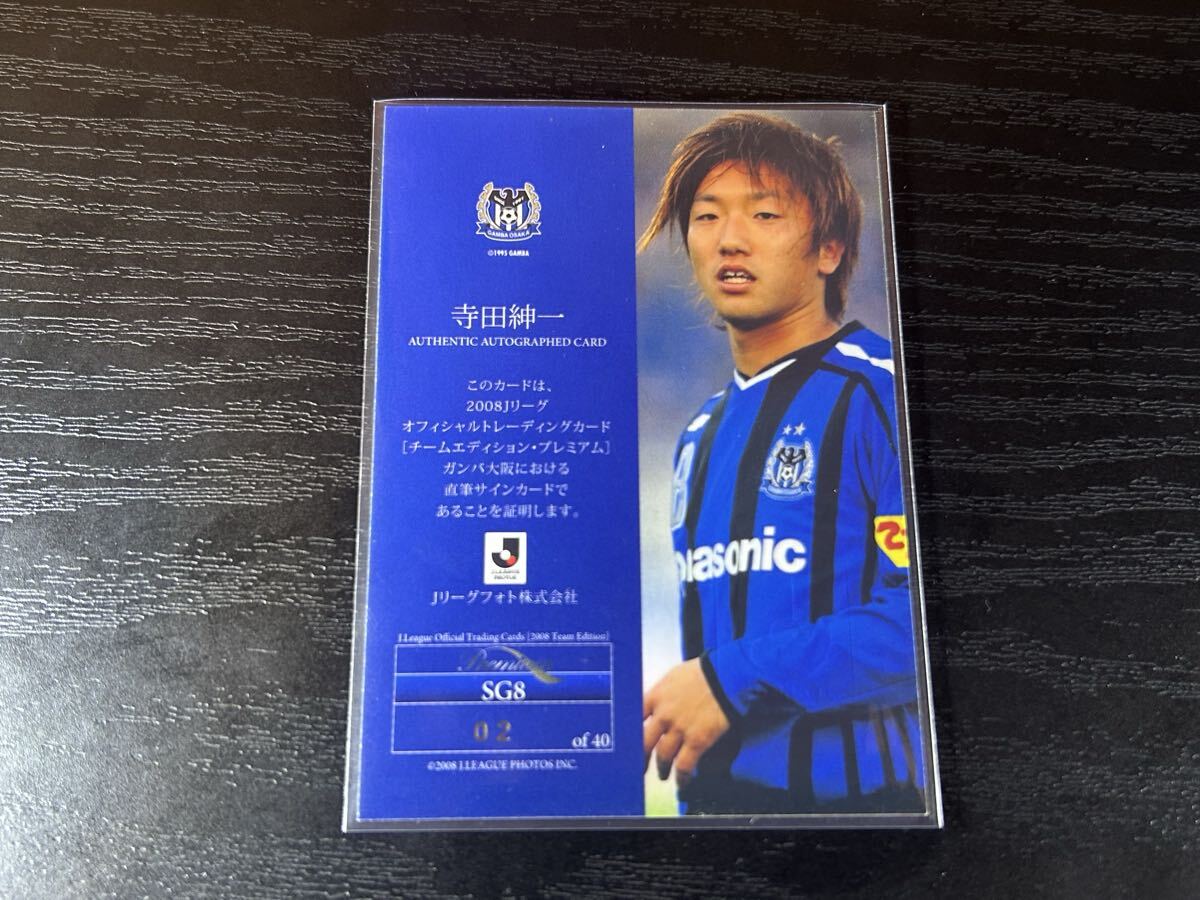 GAMBA OSAKA
©1995 GAMBA
寺田紳一
AUTHENTIC AUTOGRAPHED CARD
このカードは、
2008Jリーグ
オフィシャルトレーディングカード
[チームエディション・プレミアム]
ガンバ大阪における
直筆サインカードで
あることを証明します。
J.LEAGUE
PHOTOS
Jリーグフォト株式会社
J.League Official Trading Cards [2008 Team Edition]
Premium
SG8
02
of 40
©2008 J.LEAGUE PHOTOS INC.
Panasonic